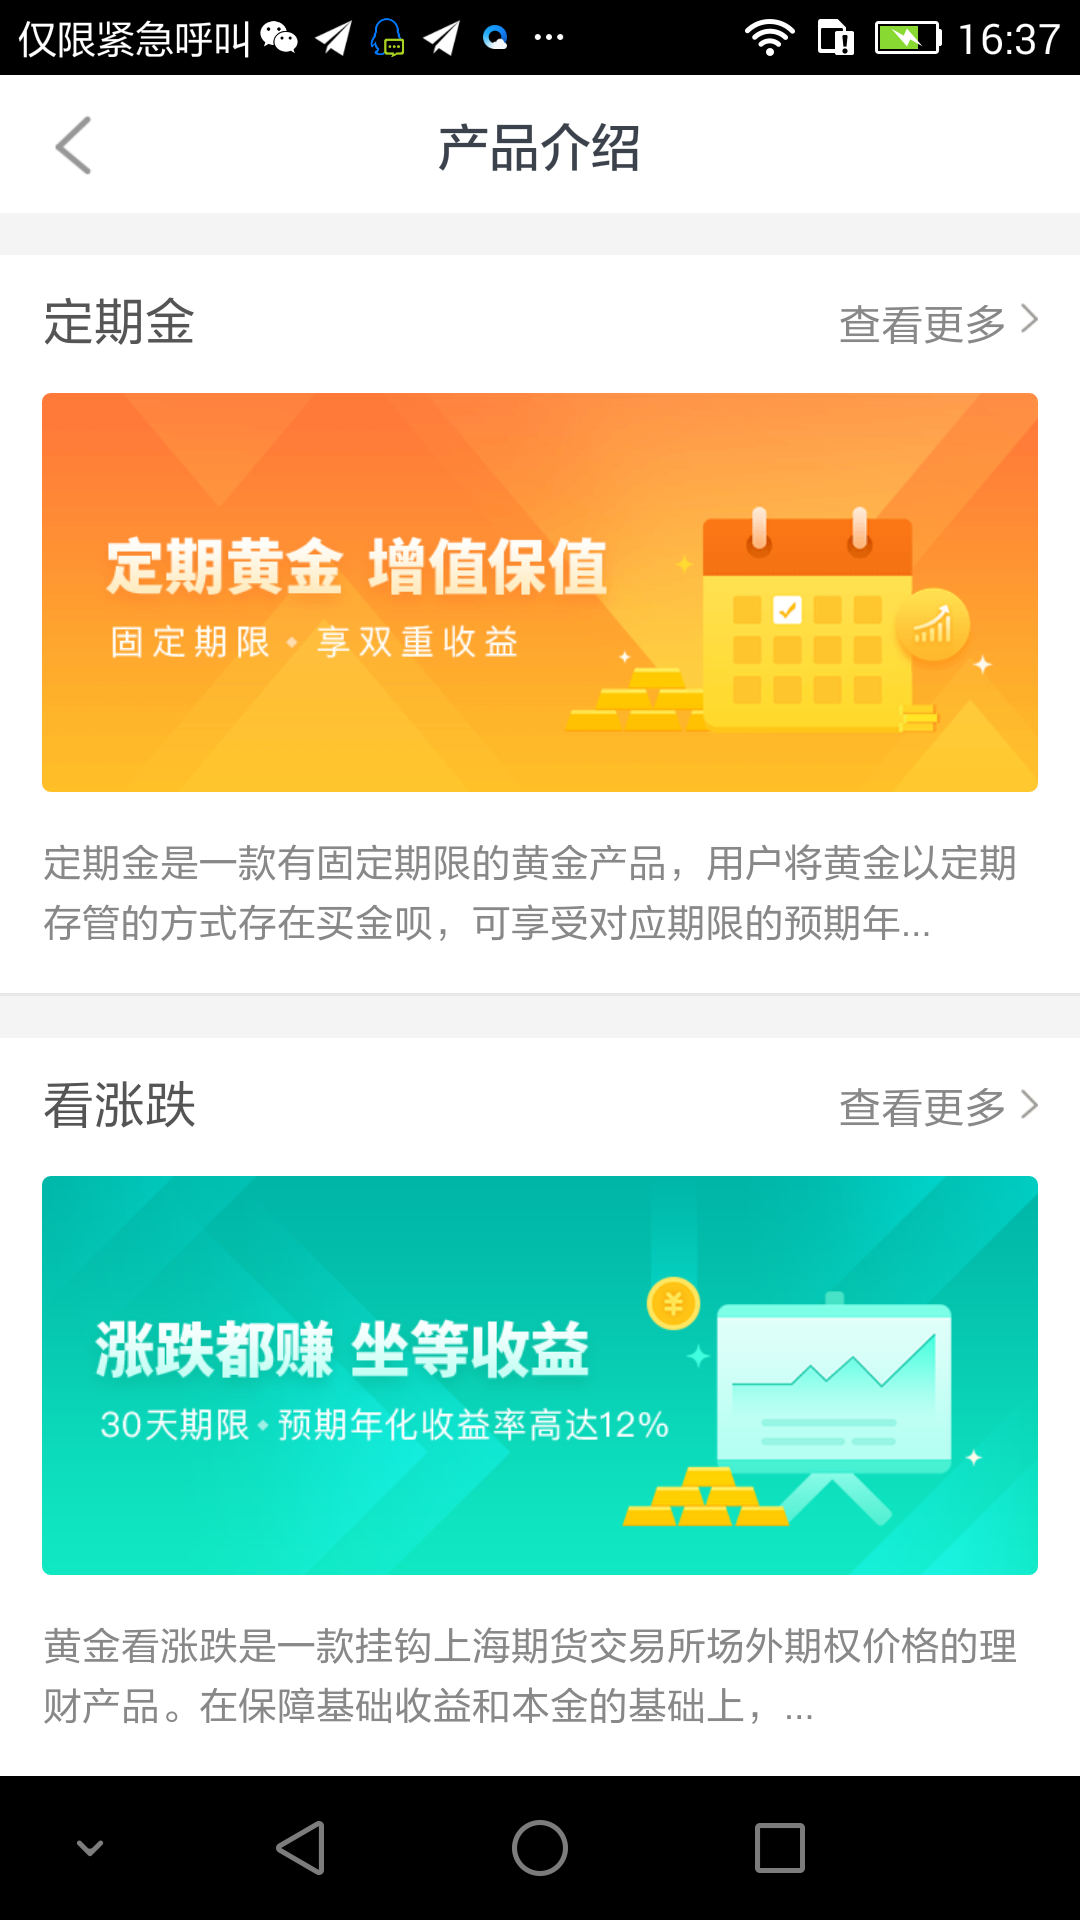 仅限紧急呼叫 ··· 16:37
产品介绍
定期金 查看更多
定期黄金 增值保值
固定期限 · 享双重收益
定期金是一款有固定期限的黄金产品，用户将黄金以定期
存管的方式存在买金呗，可享受对应期限的预期年...
看涨跌 查看更多
涨跌都赚 坐等收益
30天期限 · 预期年化收益率高达12%
黄金看涨跌是一款挂钩上海期货交易所场外期权价格的理
财产品。在保障基础收益和本金的基础上，...